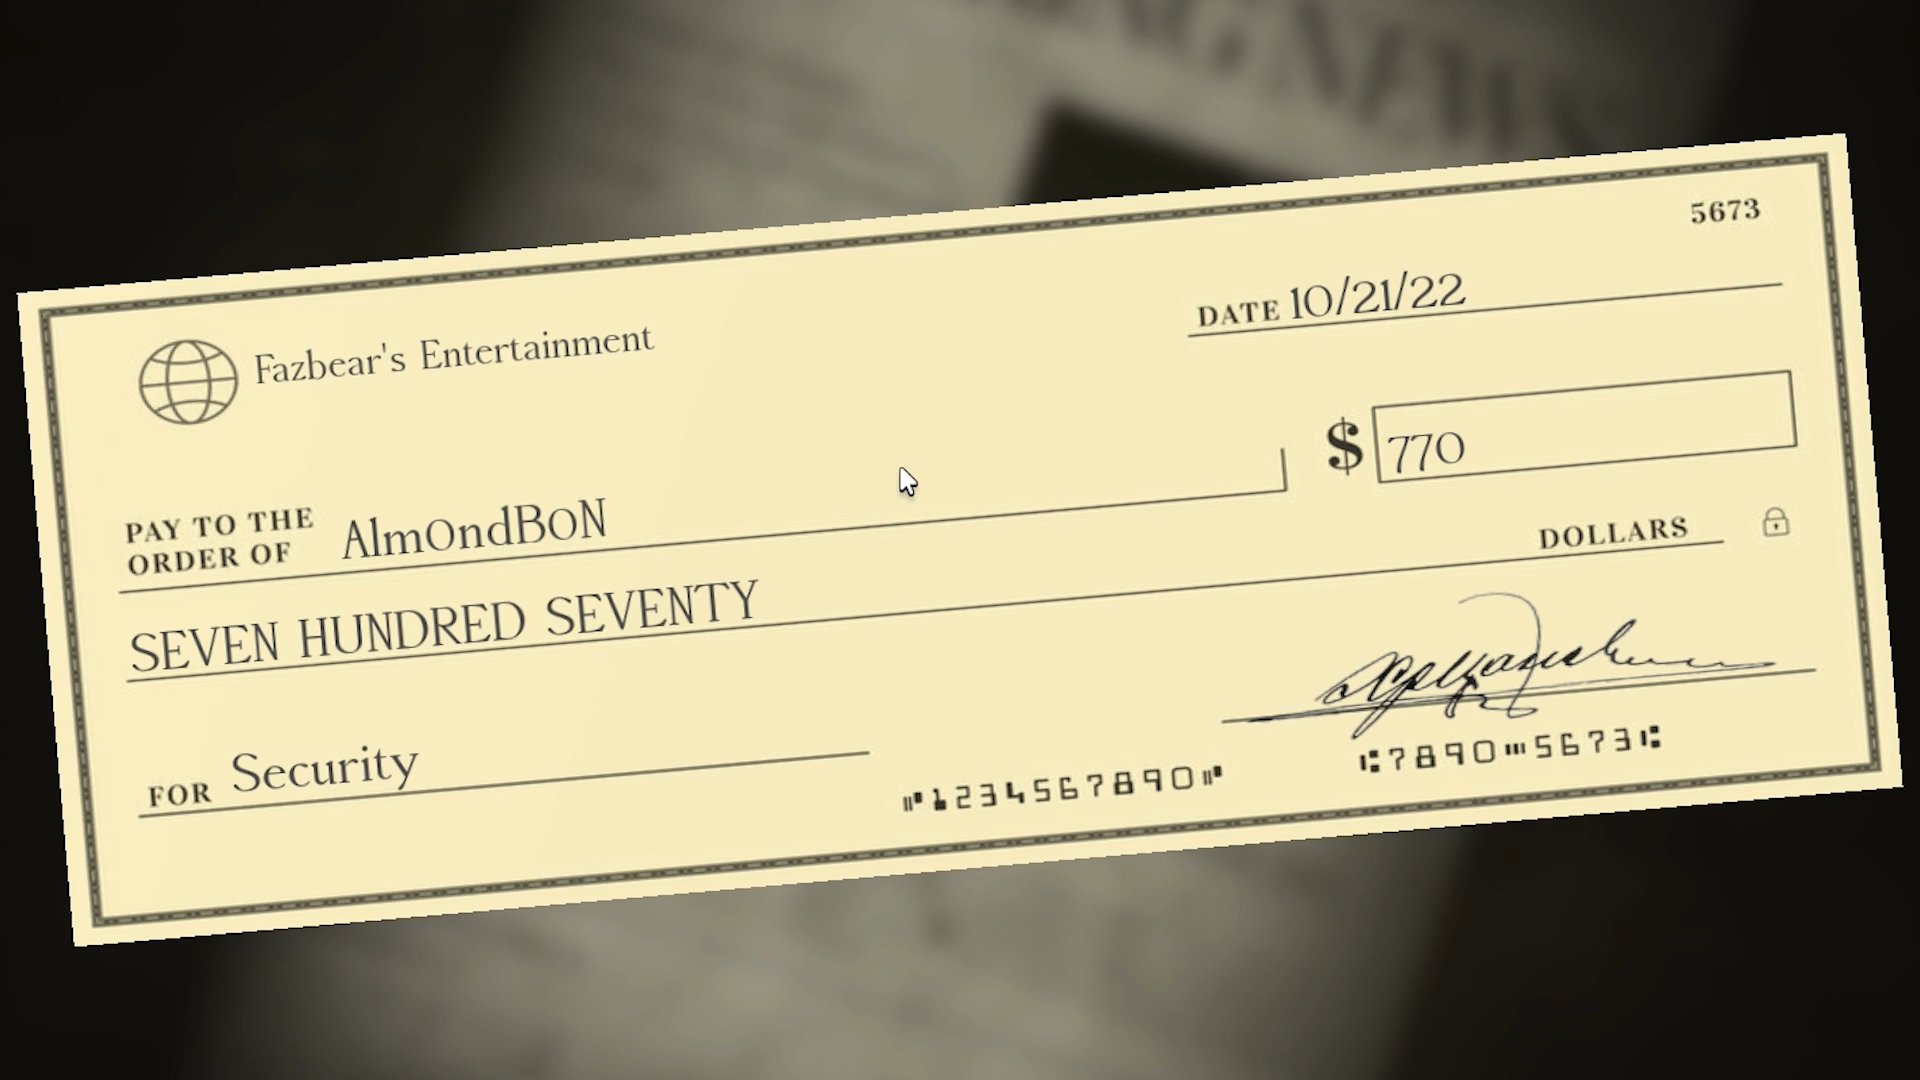 5673
Fazbear's Entertainment
DATE 10/21/22
$ 770
PAY TO THE
ORDER OF AlmOndBoN
DOLLARS
SEVEN HUNDRED SEVENTY
FOR Security
1234567890
7890 5673